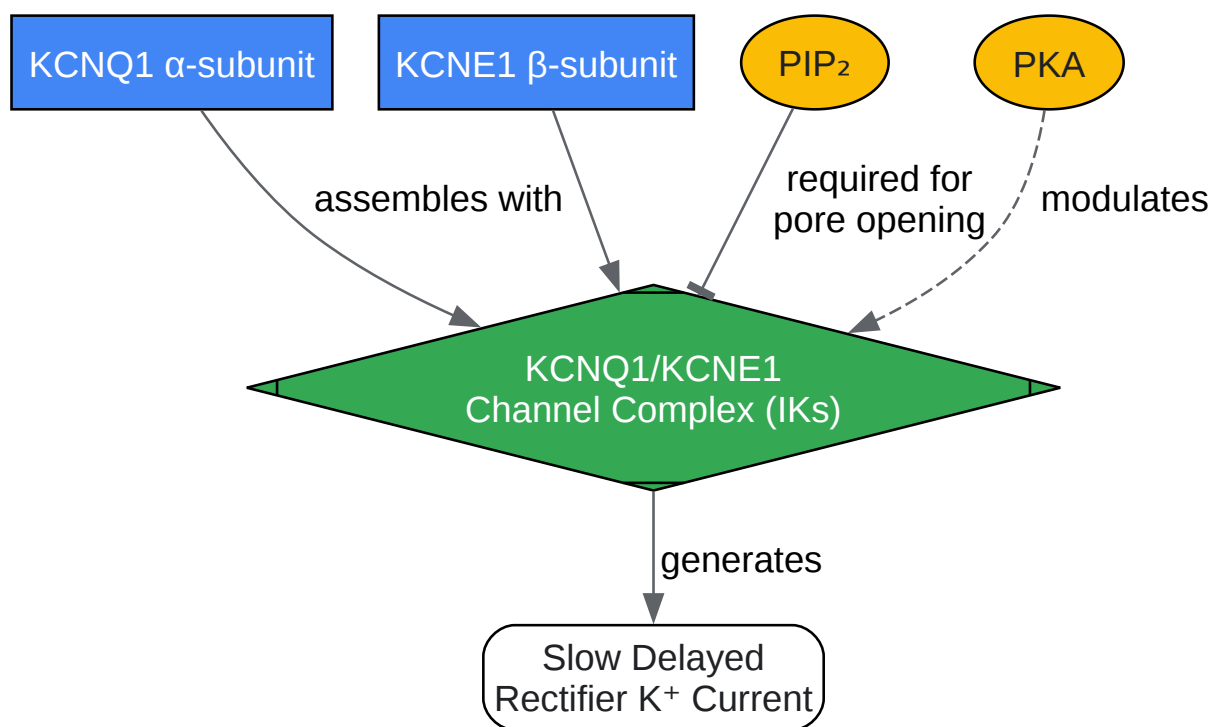 KCNQ1 α-subunit
KCNE1 β-subunit
PIP₂
PKA
assembles with
required for
pore opening
modulates
KCNQ1/KCNE1
Channel Complex (IKs)
generates
Slow Delayed
Rectifier K⁺ Current